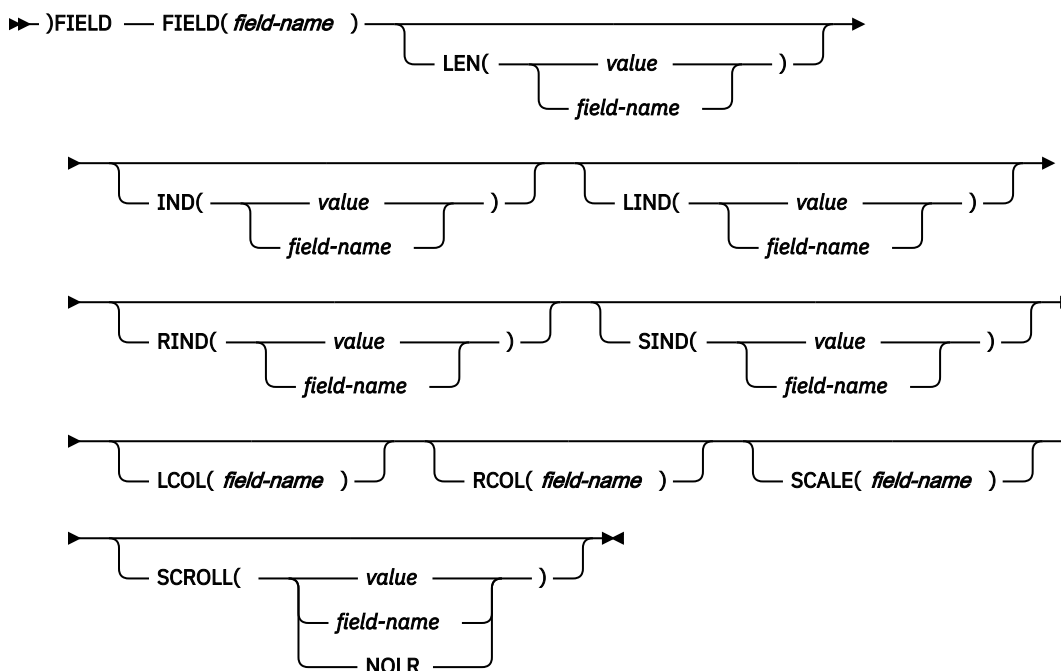 )FIELD FIELD( field-name )
LEN( value )
field-name
IND( value ) LIND( value )
field-name field-name
RIND( value ) SIND( value )
field-name field-name
LCOL( field-name ) RCOL( field-name ) SCALE( field-name )
SCROLL( value )
field-name
NOLR